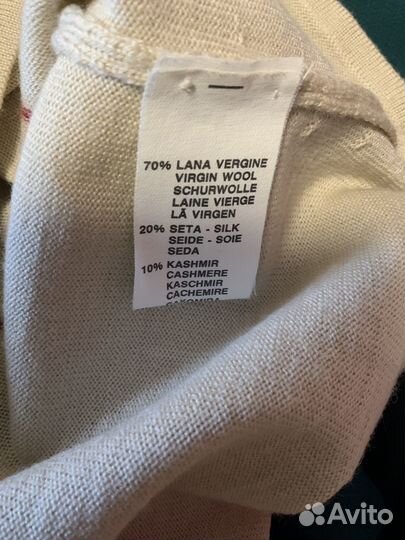 70% LANA VERGINE
VIRGIN WOOL
SCHURWOLLE
LAINE VIERGE
LÃ VIRGEN
20% SETA - SILK
SEIDE - SOIE
SEDA
10% KASHMIR
CASHMERE
KASCHMIR
CACHEMIRE
Avito